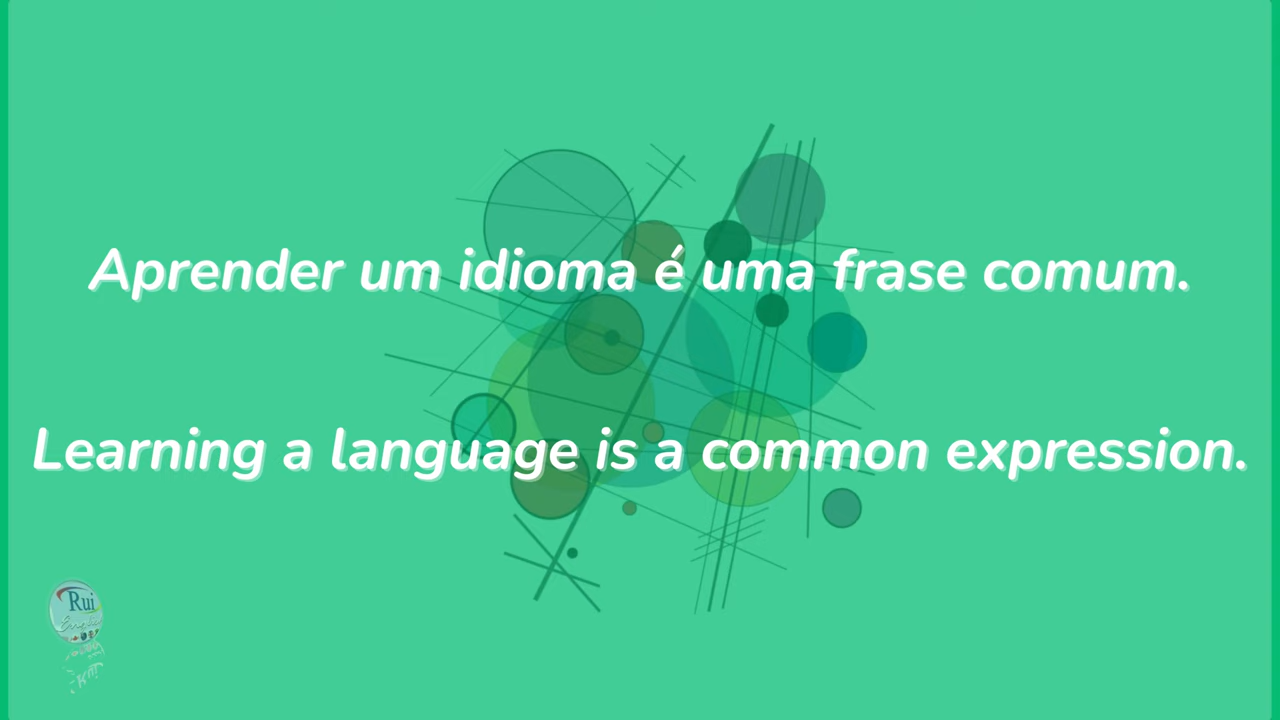 Aprender um idioma é uma frase comum.
Learning a language is a common expression.
Rui